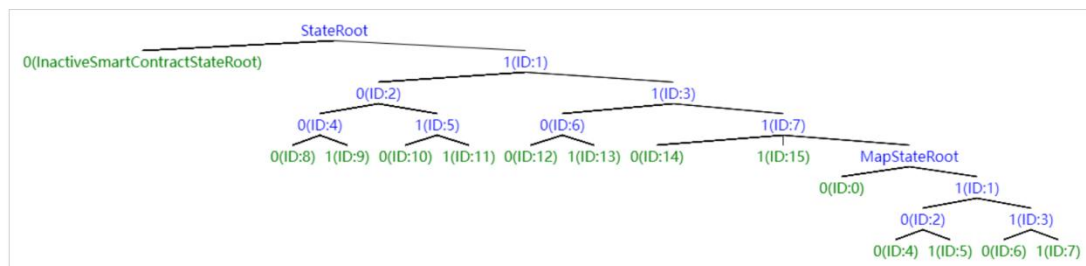 StateRoot
0(InactiveSmartContractStateRoot) 1(ID:1)
0(ID:2) 1(ID:3)
0(ID:4) 1(ID:5) 0(ID:6) 1(ID:7)
0(ID:8) 1(ID:9) 0(ID:10) 1(ID:11) 0(ID:12) 1(ID:13) 0(ID:14) 1(ID:15) MapStateRoot
0(ID:0) 1(ID:1)
0(ID:2) 1(ID:3)
0(ID:4) 1(ID:5) 0(ID:6) 1(ID:7)